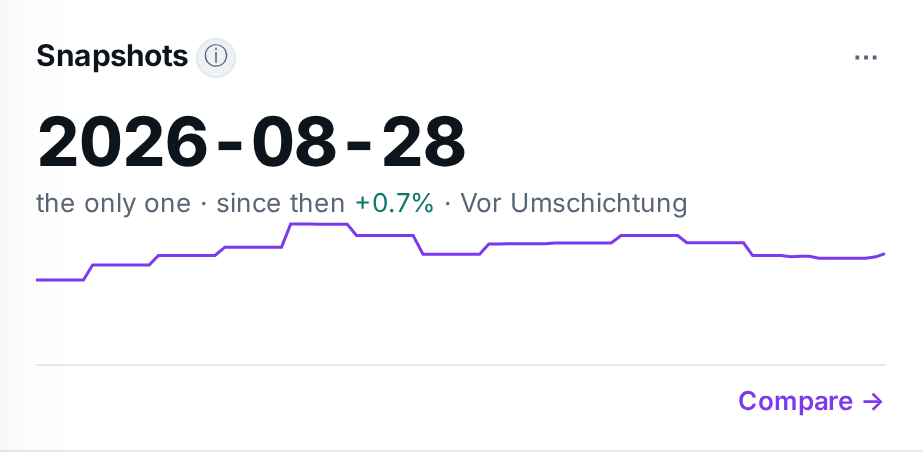 Snapshots ⓘ ...
2026-08-28
the only one · since then +0.7% · Vor Umschichtung
Compare →